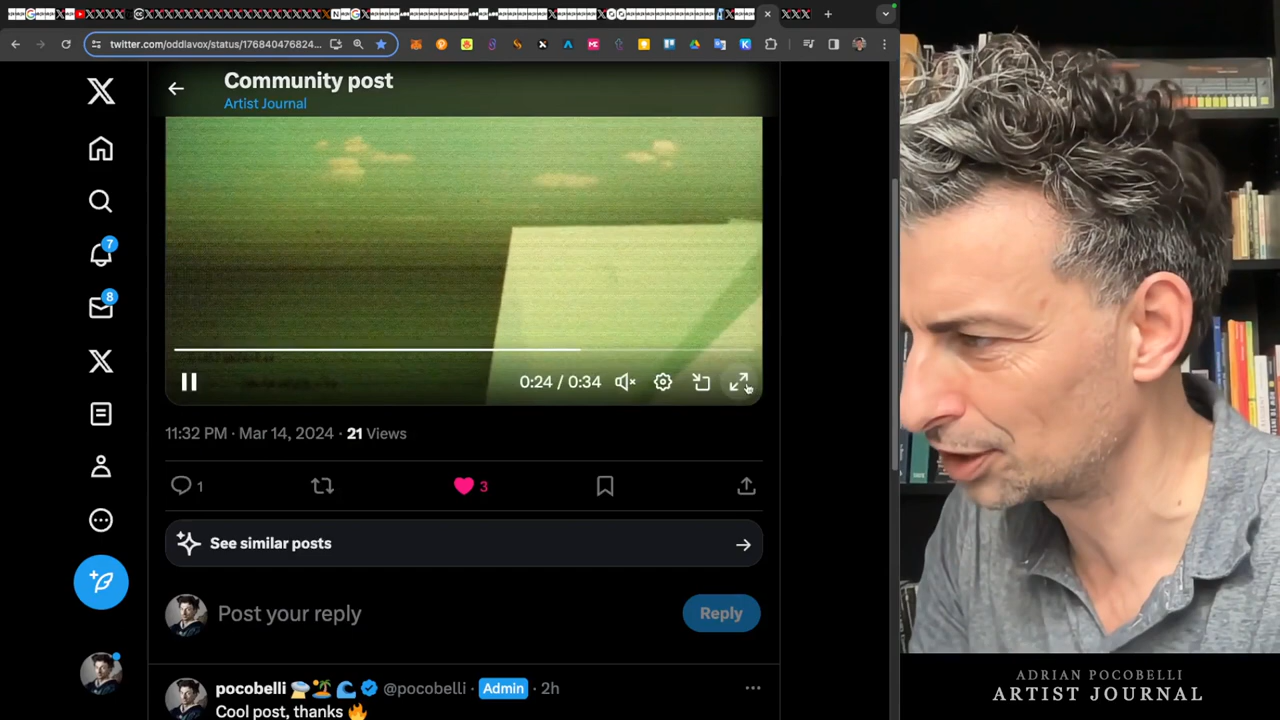 twitter.com/oddlavox/status/176840476824...
Community post
Artist Journal
7
8
0:24 / 0:34
11:32 PM · Mar 14, 2024 · 21 Views
1
3
See similar posts
Post your reply
Reply
pocobelli @pocobelli · Admin · 2h
Cool post, thanks
ADRIAN POCOBELLI
ARTIST JOURNAL